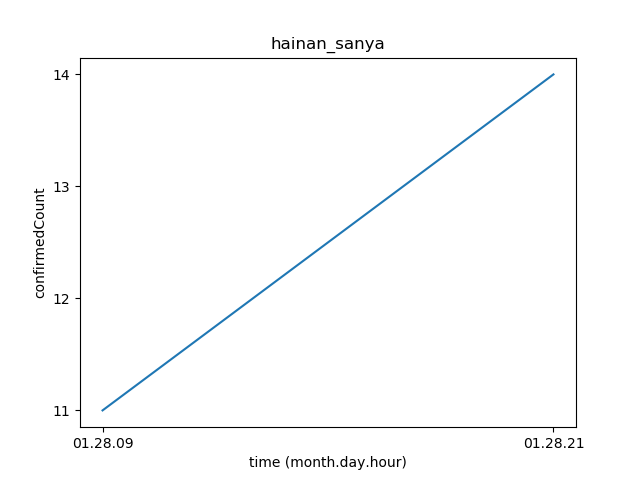 hainan_sanya
14
13
12
11
confirmedCount
01.28.09
01.28.21
time (month.day.hour)